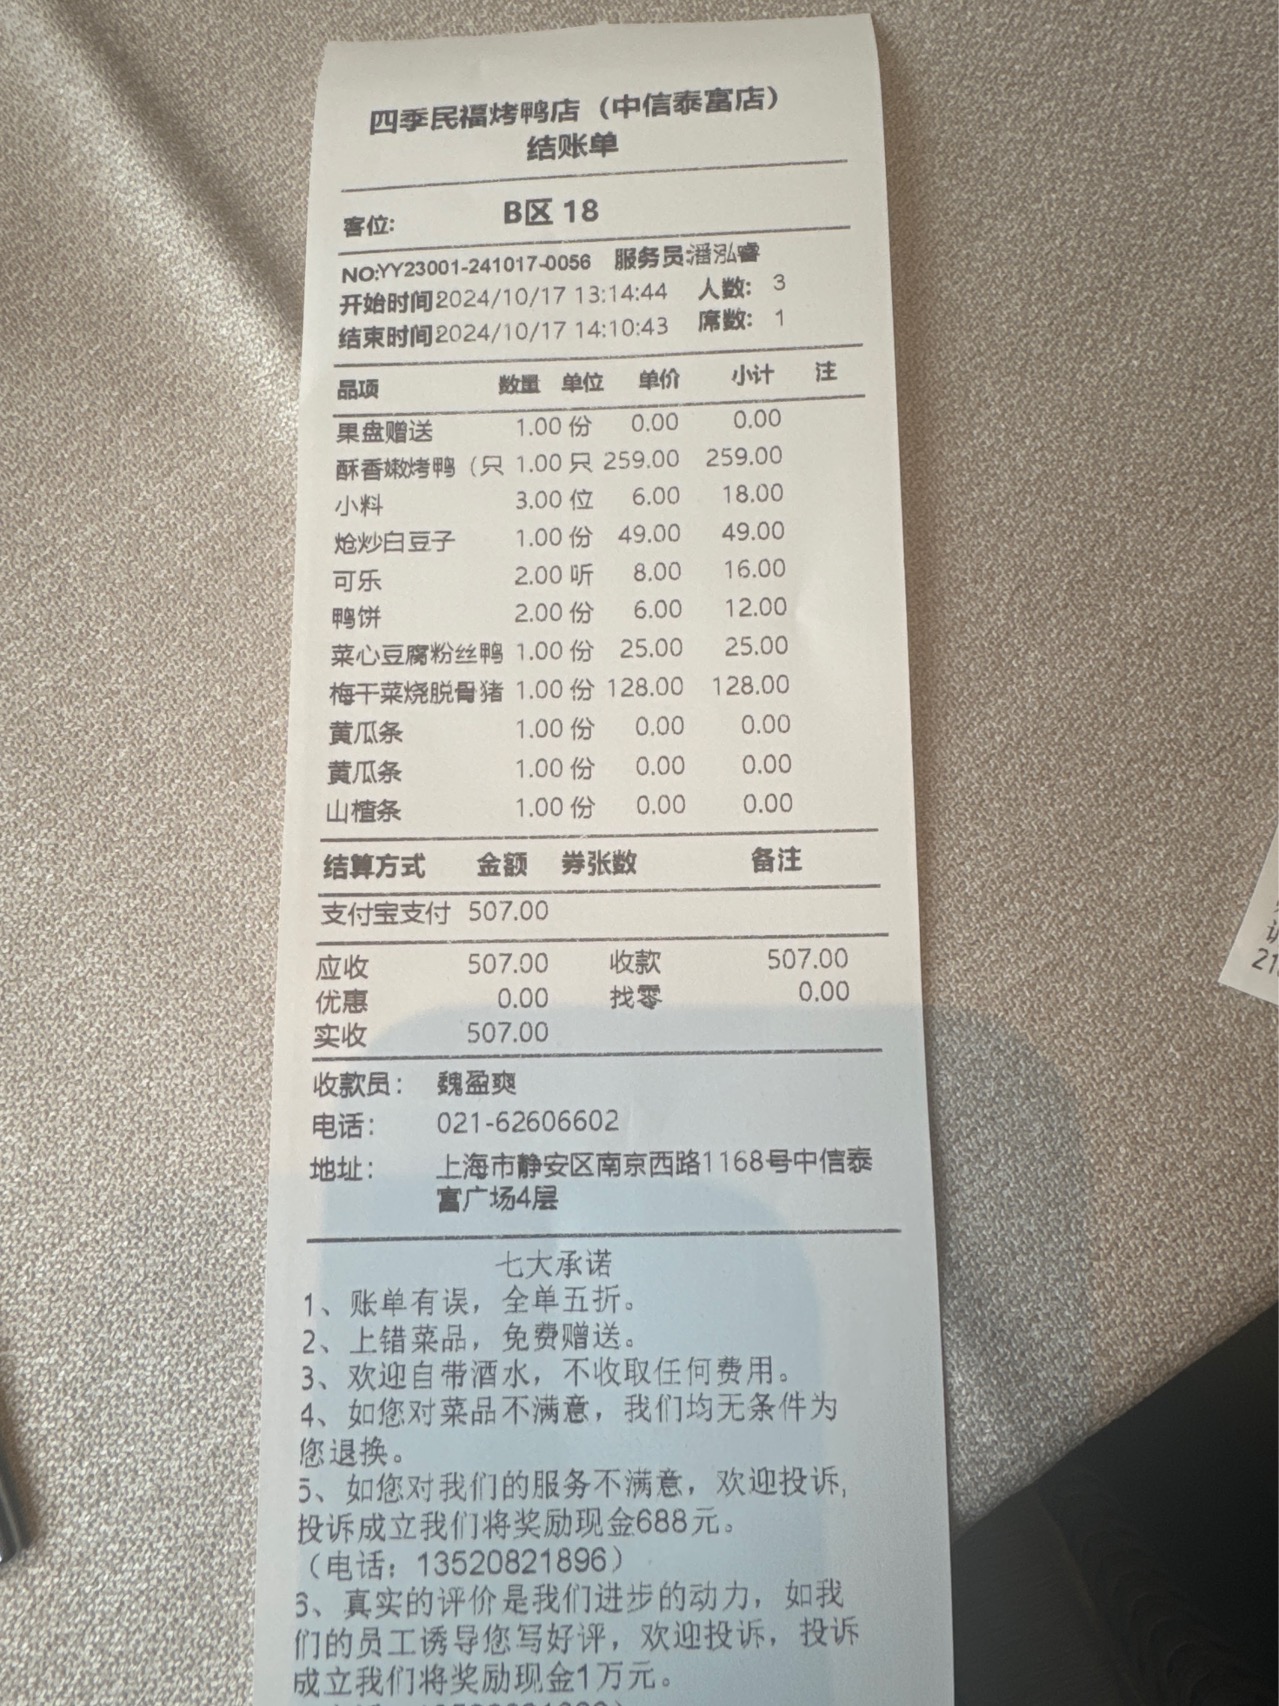 四季民福烤鸭店（中信泰富店）
结账单
客位: B区 18
NO:YY23001-241017-0056 服务员:潘泓睿
开始时间2024/10/17 13:14:44 人数: 3
结束时间2024/10/17 14:10:43 席数: 1
品项 数量 单位 单价 小计 注
果盘赠送 1.00 份 0.00 0.00
酥香嫩烤鸭（只 1.00 只 259.00 259.00
小料 3.00 位 6.00 18.00
炝炒白豆子 1.00 份 49.00 49.00
可乐 2.00 听 8.00 16.00
鸭饼 2.00 份 6.00 12.00
菜心豆腐粉丝鸭 1.00 份 25.00 25.00
梅干菜烧脱骨猪 1.00 份 128.00 128.00
黄瓜条 1.00 份 0.00 0.00
黄瓜条 1.00 份 0.00 0.00
山楂条 1.00 份 0.00 0.00
结算方式 金额 券张数 备注
支付宝支付 507.00
应收 507.00 收款 507.00
优惠 0.00 找零 0.00
实收 507.00
收款员： 魏盈爽
电话： 021-62606602
地址： 上海市静安区南京西路1168号中信泰
富广场4层
七大承诺
1、账单有误，全单五折。
2、上错菜品，免费赠送。
3、欢迎自带酒水，不收取任何费用。
4、如您对菜品不满意，我们均无条件为
您退换。
5、如您对我们的服务不满意，欢迎投诉,
投诉成立我们将奖励现金688元。
（电话：13520821896）
6、真实的评价是我们进步的动力，如我
们的员工诱导您写好评，欢迎投诉，投诉
成立我们将奖励现金1万元。